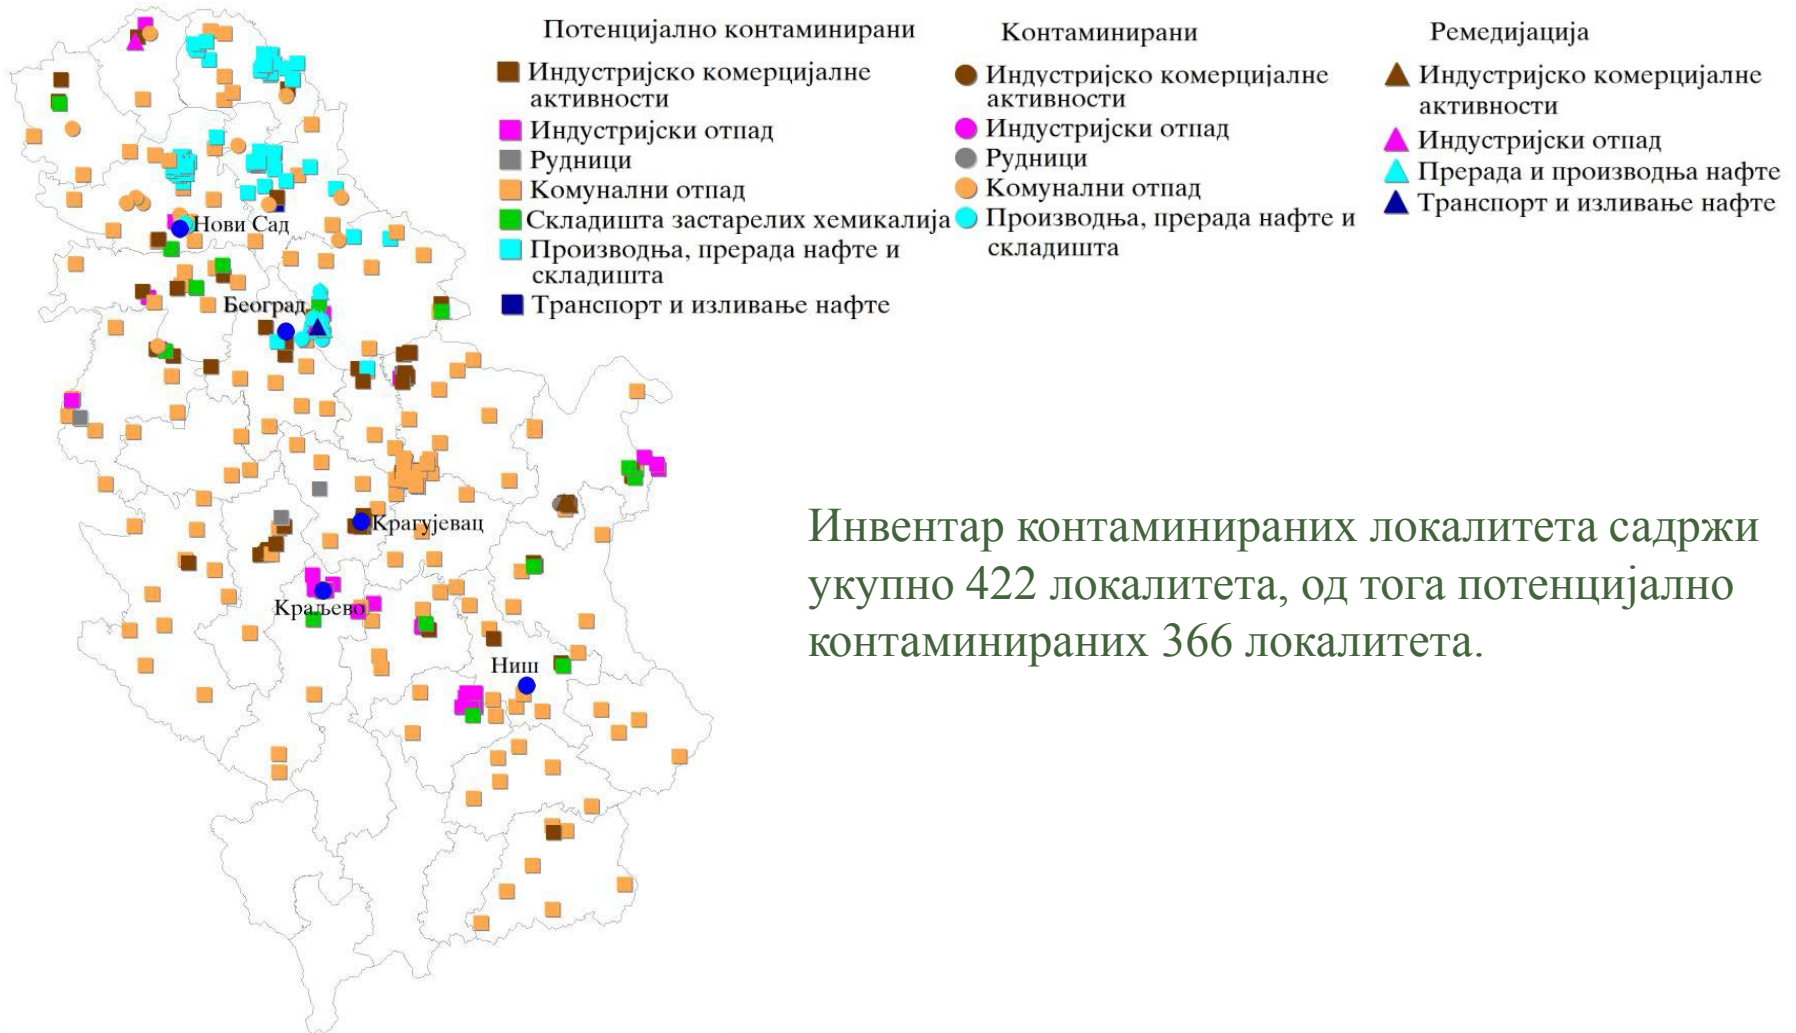 Потенцијално контаминирани
Индустријско комерцијалне
активности
Индустријски отпад
Рудници
Комунални отпад
Складишта застарелих хемикалија
Производња, прерада нафте и
складишта
Транспорт и изливање нафте
Контаминирани
Индустријско комерцијалне
активности
Индустријски отпад
Рудници
Комунални отпад
Производња, прерада нафте и
складишта
Ремедијација
Индустријско комерцијалне
активности
Индустријски отпад
Прерада и производња нафте
Транспорт и изливање нафте
Нови Сад
Београд
Крагујевац
Краљево
Ниш
Инвентар контаминираних локалитета садржи
укупно 422 локалитета, од тога потенцијално
контаминираних 366 локалитета.